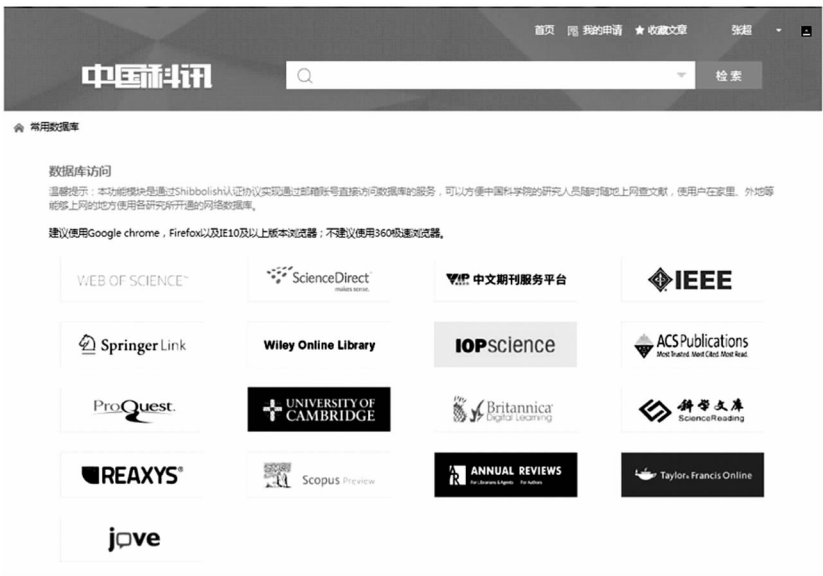 首页 我的申请 收藏文章 张超
中国科讯
检索
常用数据库
数据库访问
温馨提示：本功能模块是通过Shibbolish认证协议实现通过邮箱账号直接访问数据库的服务，可以方便中国科学院的研究人员随时随地上网查文献，使用户在家里、外地等
能够上网的地方使用各研究所开通的网络数据库。
建议使用Google chrome，Firefox以及IE10及以上版本浏览器；不建议使用360极速浏览器。
WEB OF SCIENCE™ ScienceDirect® VIP 中文期刊服务平台 IEEE
makes sense.
Springer Link Wiley Online Library IOPscience ACS Publications
Most Trusted. Most Cited. Most Read.
ProQuest. UNIVERSITY OF CAMBRIDGE Britannica® Digital Learning 科学文库 ScienceReading
REAXYS® Scopus Preview AR ANNUAL REVIEWS Taylor & Francis Online
For Librarians & Agents For Authors
jove